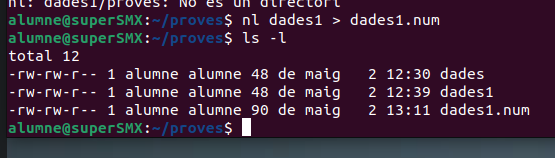 nl: dades1/proves: No és un directori
alumne@superSMX:~/proves$ nl dades1 > dades1.num
alumne@superSMX:~/proves$ ls -l
total 12
-rw-rw-r-- 1 alumne alumne 48 de maig   2 12:30 dades
-rw-rw-r-- 1 alumne alumne 48 de maig   2 12:39 dades1
-rw-rw-r-- 1 alumne alumne 90 de maig   2 13:11 dades1.num
alumne@superSMX:~/proves$